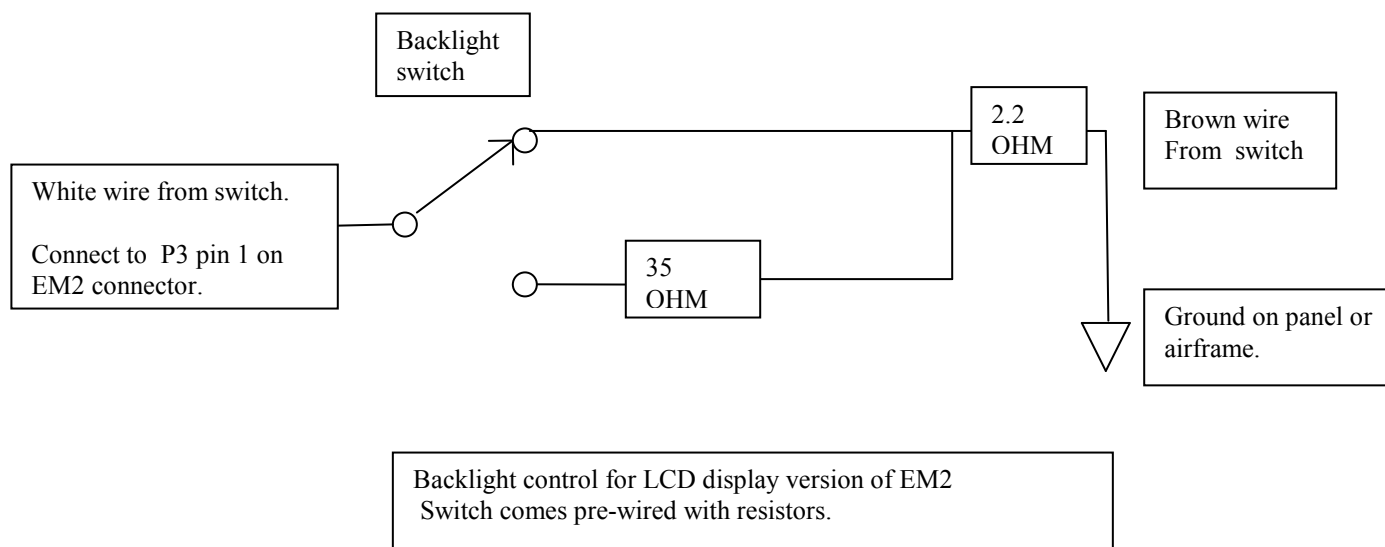 Backlight
switch
2.2
OHM
Brown wire
From switch
White wire from switch.
Connect to P3 pin 1 on
EM2 connector.
35
OHM
Ground on panel or
airframe.
Backlight control for LCD display version of EM2
Switch comes pre-wired with resistors.